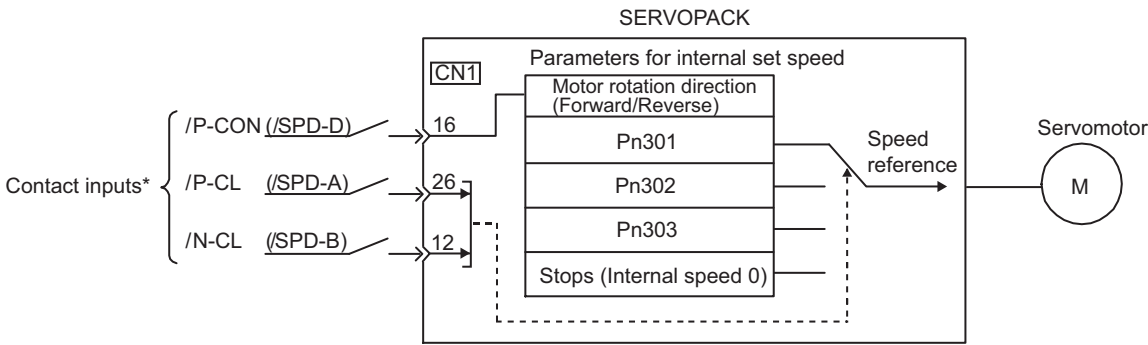 SERVOPACK
Parameters for internal set speed
CN1
Motor rotation direction
(Forward/Reverse)
/P-CON (/SPD-D)
16
Pn301
Speed
reference
Servomotor
Contact inputs*
/P-CL (/SPD-A)
26
Pn302
M
/N-CL (/SPD-B)
12
Pn303
Stops (Internal speed 0)